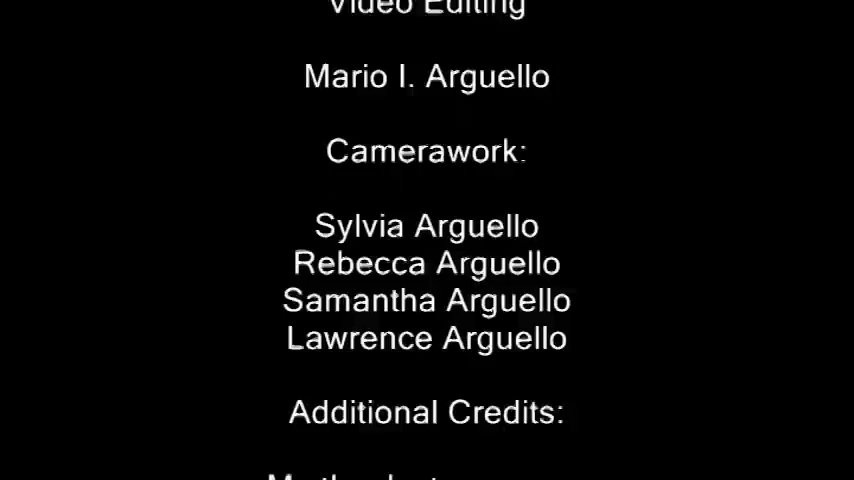 Video Editing
Mario I. Arguello
Camerawork:
Sylvia Arguello
Rebecca Arguello
Samantha Arguello
Lawrence Arguello
Additional Credits: